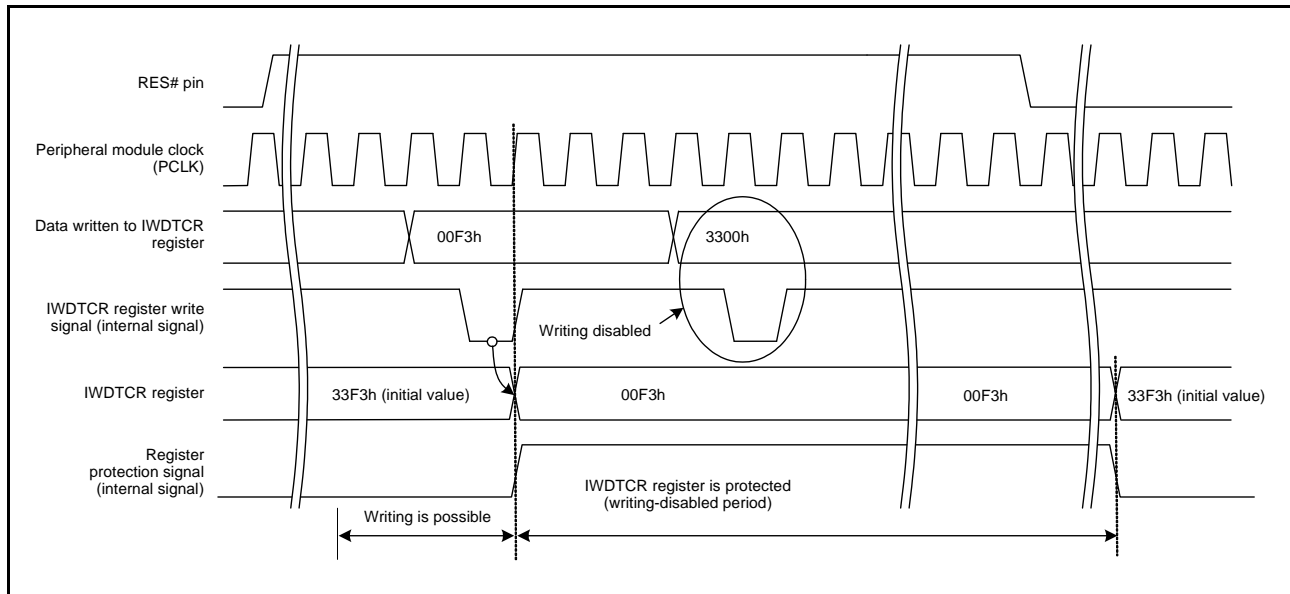 RES# pin
Peripheral module clock
(PCLK)
Data written to IWDTCR
register
00F3h
3300h
IWDTCR register write
signal (internal signal)
Writing disabled
IWDTCR register
33F3h (initial value)
00F3h
00F3h
33F3h (initial value)
Register
protection signal
(internal signal)
IWDTCR register is protected
(writing-disabled period)
Writing is possible